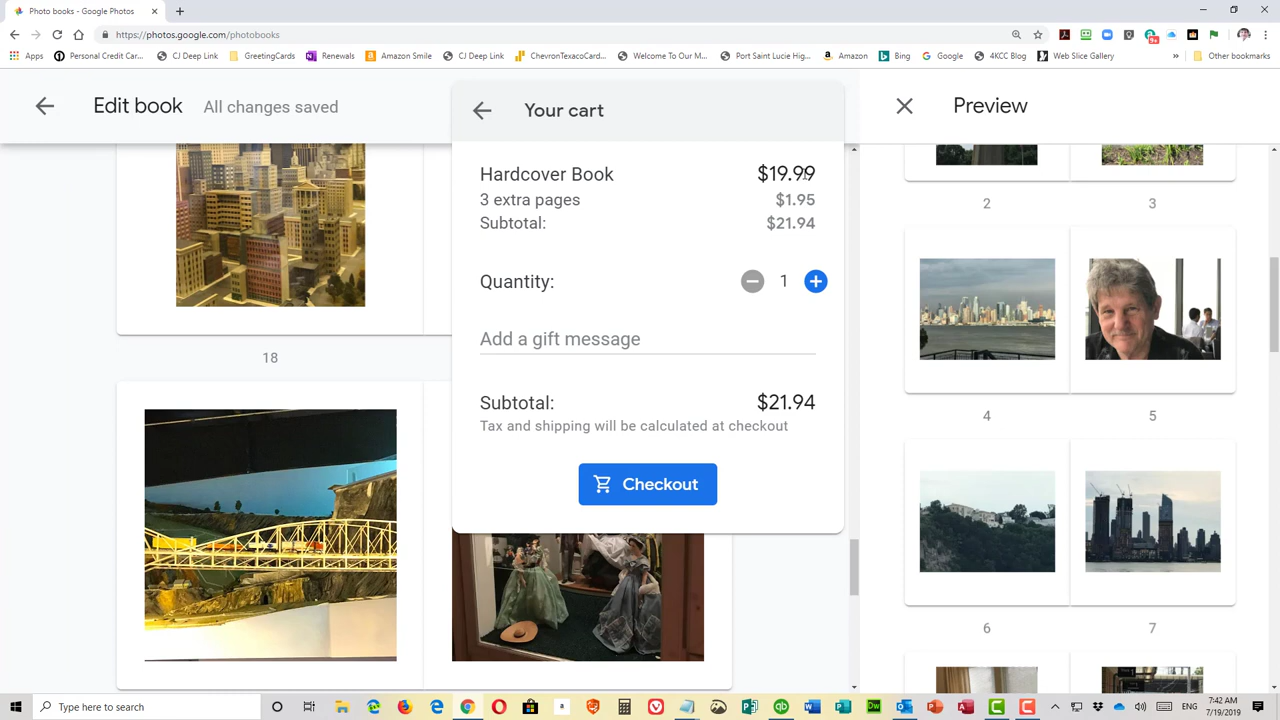 Photo books - Google Photos
https://photos.google.com/photobooks
Apps
Personal Credit Car...
CJ Deep Link
GreetingCards
Renewals
Amazon Smile
CJ Deep Link
ChevronTexacoCard...
Welcome To Our M...
Port Saint Lucie Hig...
Amazon
Bing
Google
4KCC Blog
Web Slice Gallery
»
Other bookmarks
Edit book
All changes saved
Your cart
Preview
Hardcover Book $19.99
3 extra pages $1.95
Subtotal: $21.94
2
3
Quantity: 1
Add a gift message
18
Subtotal: $21.94
Tax and shipping will be calculated at checkout
4
5
Checkout
6
7
Type here to search
ENG
7:42 AM
7/19/2019